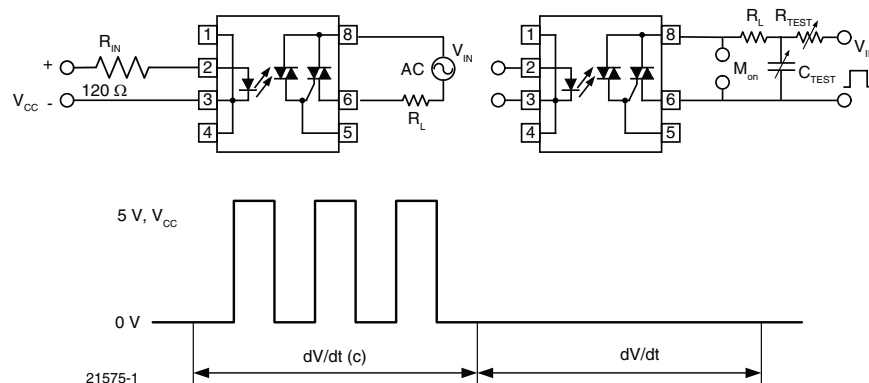 1
2
3
4
8
6
5
R_IN
+
V_CC -
120 Ω
AC
V_IN
R_L
1
2
3
4
8
6
5
R_L
R_TEST
M_on
C_TEST
5 V, V_CC
0 V
dV/dt (c)
dV/dt
21575-1